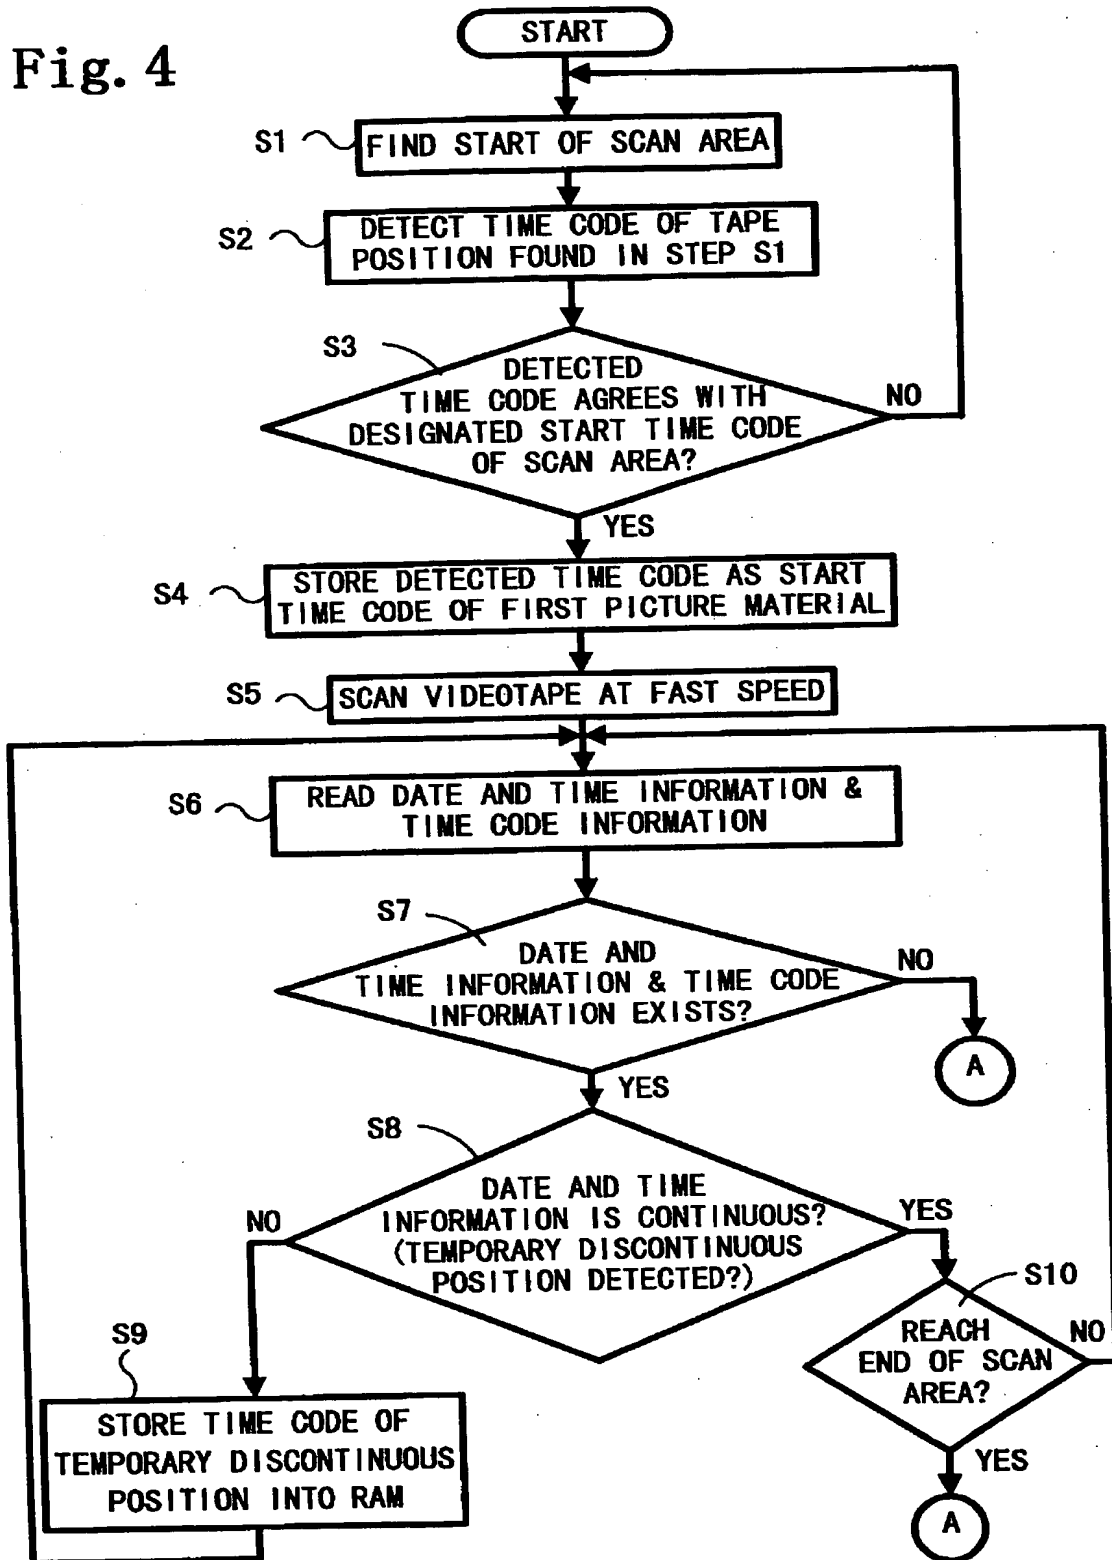 Fig. 4
START
S1
FIND START OF SCAN AREA
S2
DETECT TIME CODE OF TAPE
POSITION FOUND IN STEP S1
S3
DETECTED
TIME CODE AGREES WITH
DESIGNATED START TIME CODE
OF SCAN AREA?
NO
YES
S4
STORE DETECTED TIME CODE AS START
TIME CODE OF FIRST PICTURE MATERIAL
S5
SCAN VIDEOTAPE AT FAST SPEED
S6
READ DATE AND TIME INFORMATION &
TIME CODE INFORMATION
S7
DATE AND
TIME INFORMATION & TIME CODE
INFORMATION EXISTS?
NO
A
YES
S8
DATE AND TIME
INFORMATION IS CONTINUOUS?
(TEMPORARY DISCONTINUOUS
POSITION DETECTED?)
NO
YES
S10
REACH
END OF SCAN
AREA?
NO
YES
A
S9
STORE TIME CODE OF
TEMPORARY DISCONTINUOUS
POSITION INTO RAM